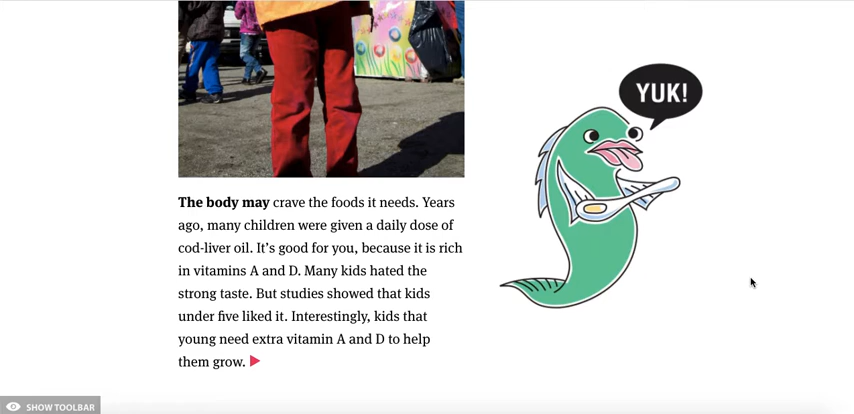 YUK!
The body may crave the foods it needs. Years
ago, many children were given a daily dose of
cod-liver oil. It’s good for you, because it is rich
in vitamins A and D. Many kids hated the
strong taste. But studies showed that kids
under five liked it. Interestingly, kids that
young need extra vitamin A and D to help
them grow.
SHOW TOOLBAR